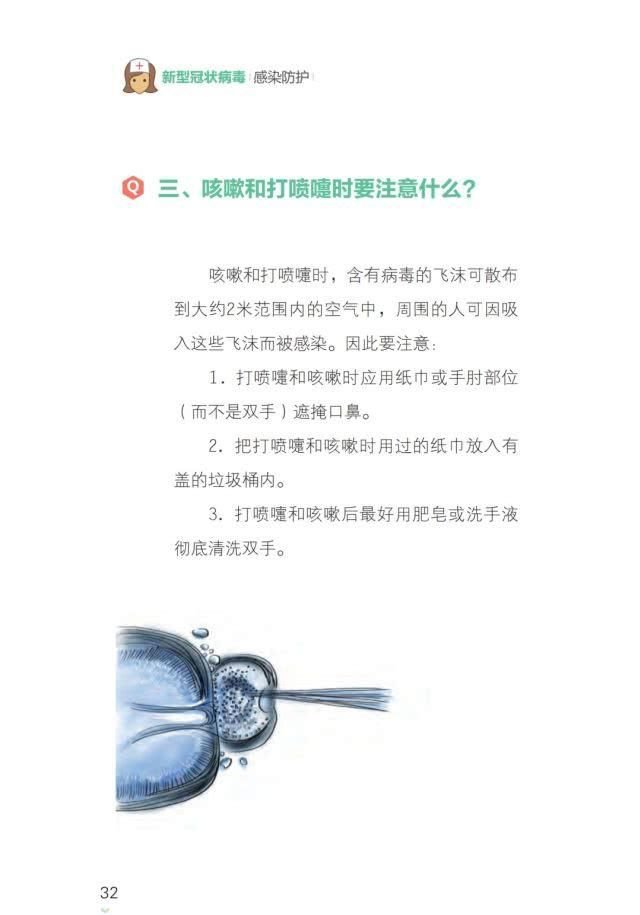 新型冠状病毒 感染防护
Q 三、咳嗽和打喷嚏时要注意什么？
咳嗽和打喷嚏时，含有病毒的飞沫可散布
到大约2米范围内的空气中，周围的人可因吸
入这些飞沫而被感染。因此要注意：
1．打喷嚏和咳嗽时应用纸巾或手肘部位
（而不是双手）遮掩口鼻。
2．把打喷嚏和咳嗽时用过的纸巾放入有
盖的垃圾桶内。
3．打喷嚏和咳嗽后最好用肥皂或洗手液
彻底清洗双手。
32